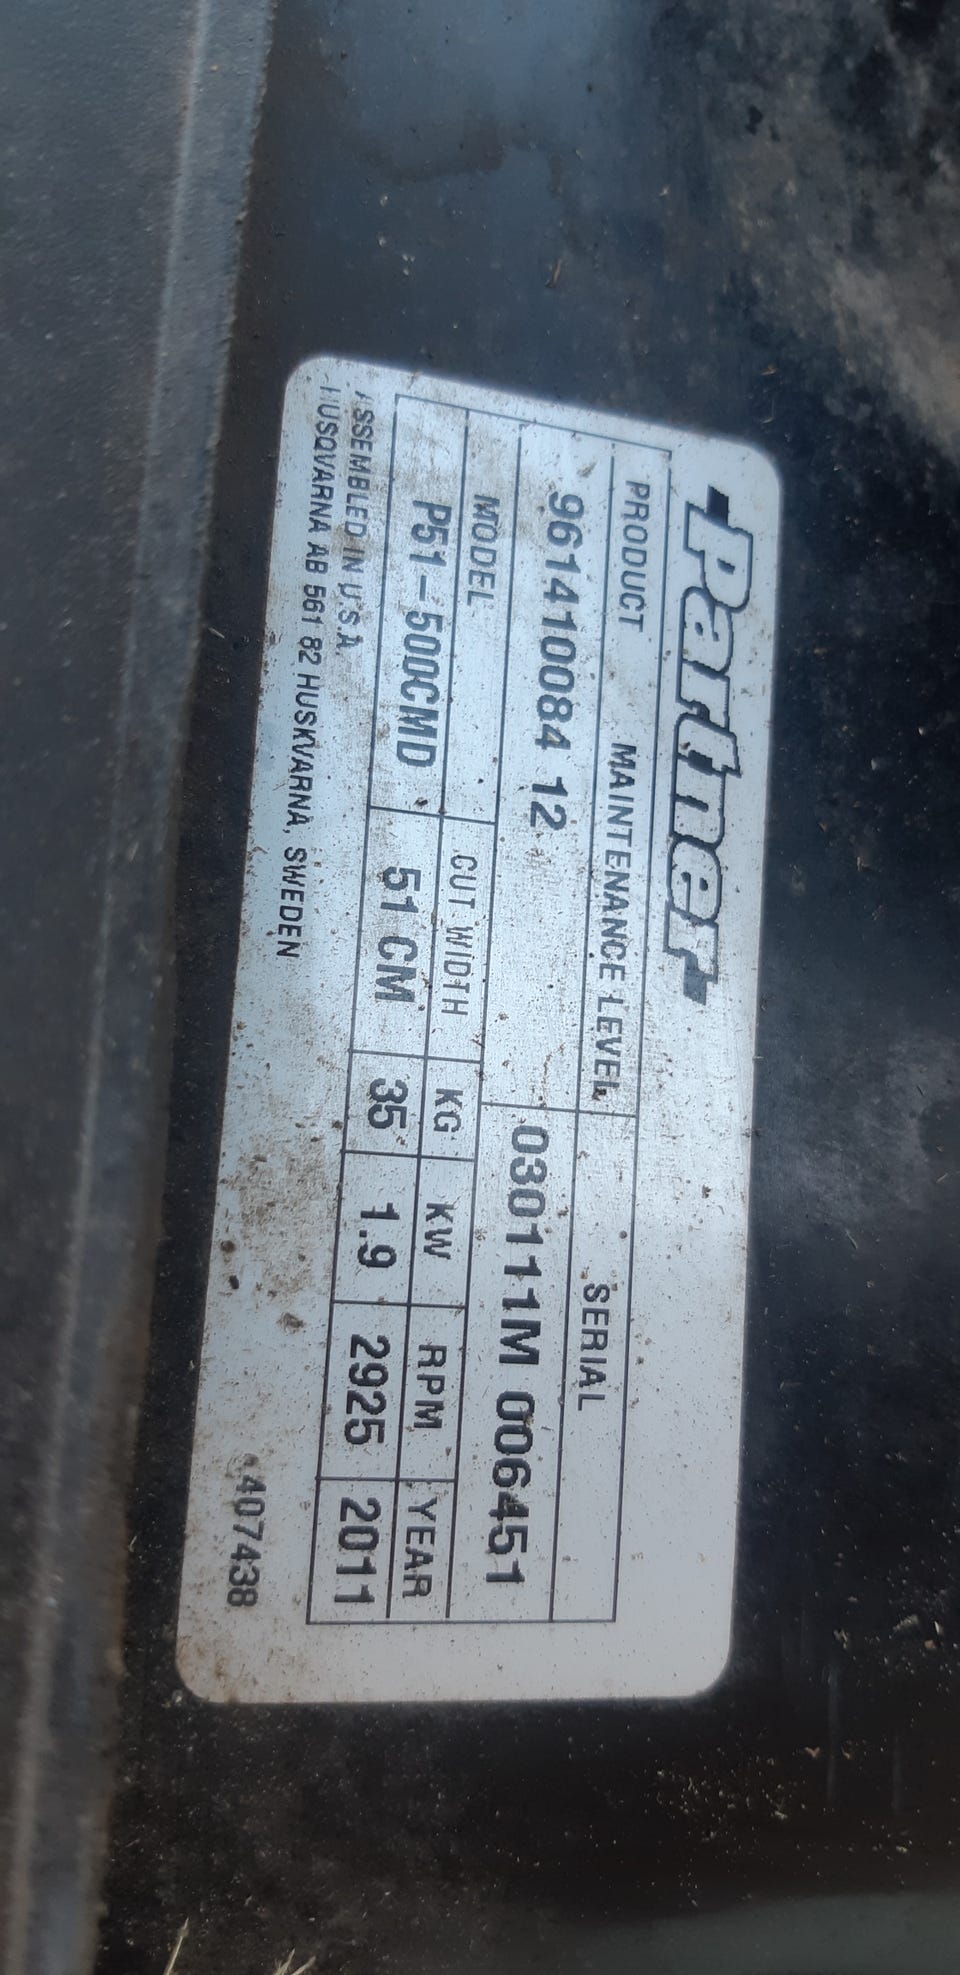 Partner
PRODUCT MAINTENANCE LEVEL SERIAL
961410084 12 030111M 006451
MODEL CUT WIDTH KG KW RPM YEAR
P51-500CMD 51 CM 35 1.9 2925 2011
ASSEMBLED IN U.S.A
HUSQVARNA AB 561 82 HUSKVARNA, SWEDEN
407438